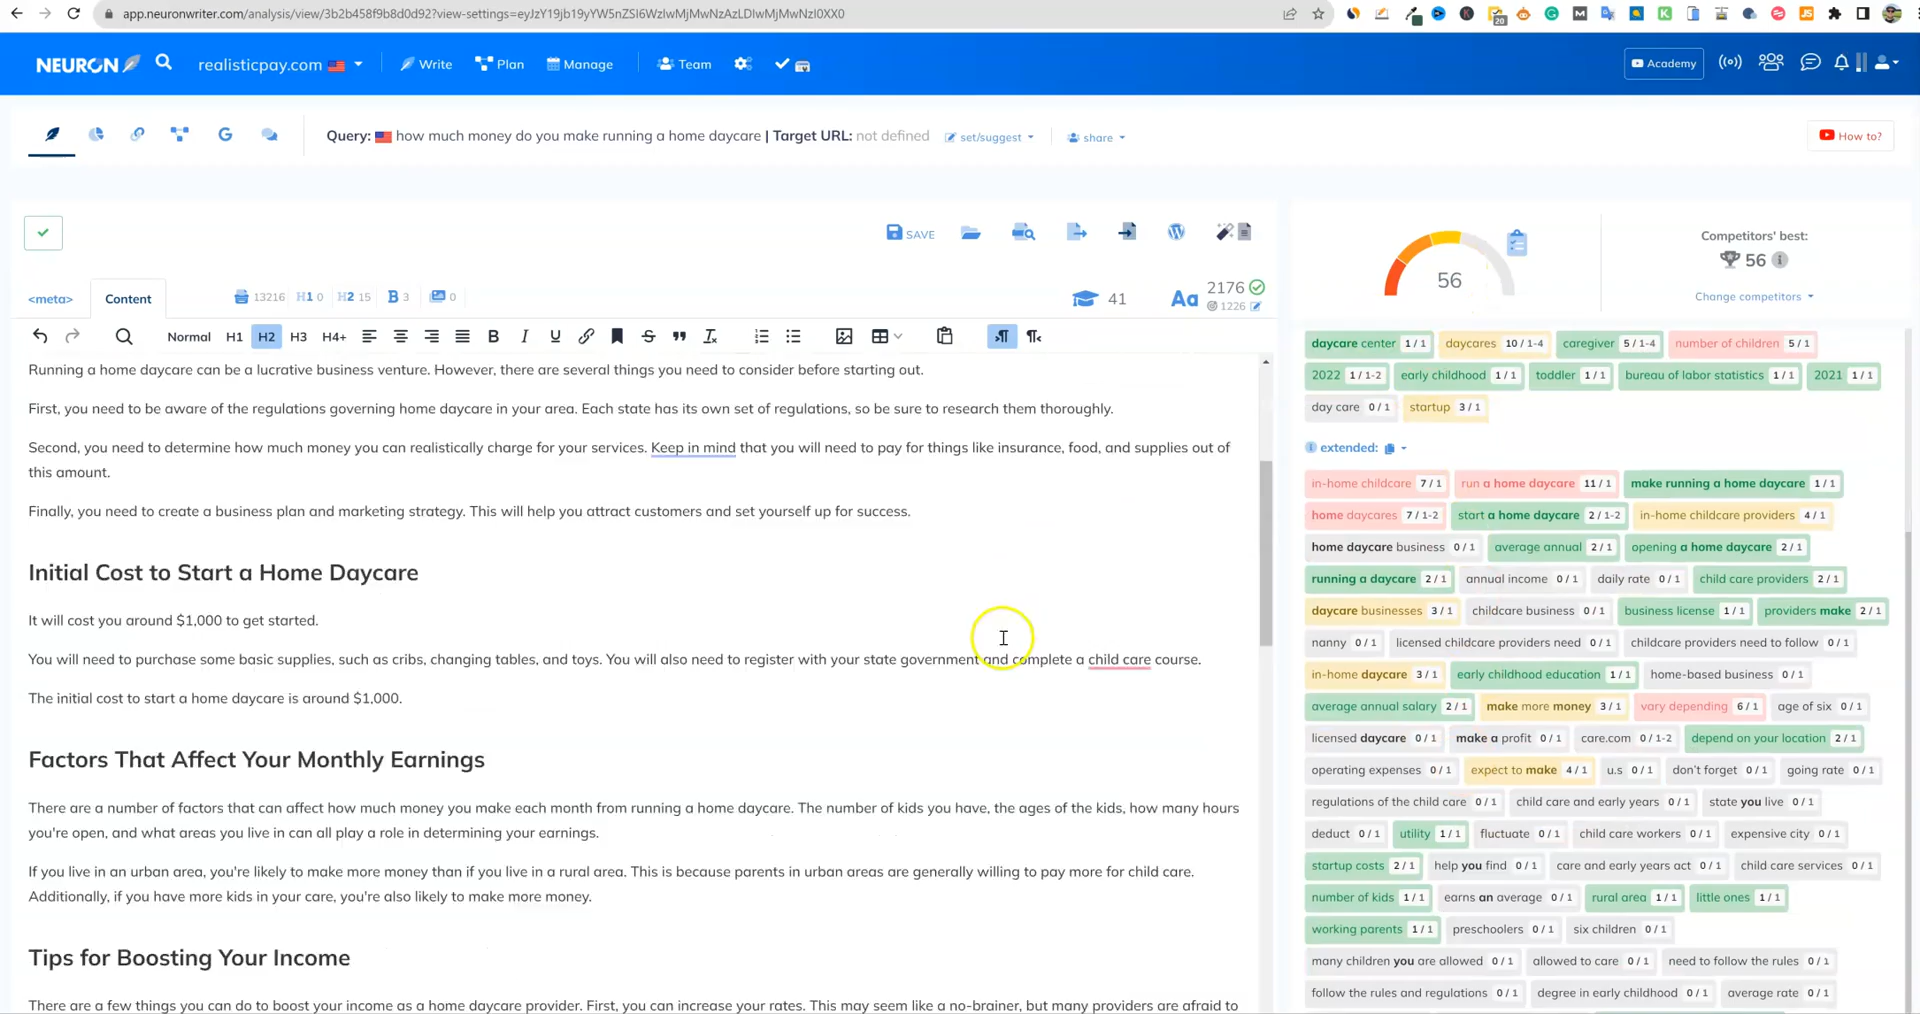 app.neuronwriter.com/analysis/view/3b2b458f9b8d0d92?view-settings=eyJzY19jb19yYW5nZSI6WzIwMjMwNzAzLDIwMjMwNzI0XX0
20
NEURON
realisticpay.com
Write
Plan
Manage
Team
Academy
Query: how much money do you make running a home daycare | Target URL: not defined
set/suggest
share
How to?
SAVE
<meta>
Content
13216
H1 0
H2 15
B 3
0
41
Aa
2176
1226
Normal
H1
H2
H3
H4+
B
I
U
S
Running a home daycare can be a lucrative business venture. However, there are several things you need to consider before starting out.
First, you need to be aware of the regulations governing home daycare in your area. Each state has its own set of regulations, so be sure to research them thoroughly.
Second, you need to determine how much money you can realistically charge for your services. Keep in mind that you will need to pay for things like insurance, food, and supplies out of
this amount.
Finally, you need to create a business plan and marketing strategy. This will help you attract customers and set yourself up for success.
Initial Cost to Start a Home Daycare
It will cost you around $1,000 to get started.
You will need to purchase some basic supplies, such as cribs, changing tables, and toys. You will also need to register with your state government and complete a child care course.
The initial cost to start a home daycare is around $1,000.
Factors That Affect Your Monthly Earnings
There are a number of factors that can affect how much money you make each month from running a home daycare. The number of kids you have, the ages of the kids, how many hours
you're open, and what areas you live in can all play a role in determining your earnings.
If you live in an urban area, you're likely to make more money than if you live in a rural area. This is because parents in urban areas are generally willing to pay more for child care.
Additionally, if you have more kids in your care, you're also likely to make more money.
Tips for Boosting Your Income
There are a few things you can do to boost your income as a home daycare provider. First, you can increase your rates. This may seem like a no-brainer, but many providers are afraid to
56
Competitors' best:
56
Change competitors
daycare center 1 / 1 daycares 10 / 1-4 caregiver 5 / 1-4 number of children 5 / 1
2022 1 / 1-2 early childhood 1 / 1 toddler 1 / 1 bureau of labor statistics 1 / 1 2021 1 / 1
day care 0 / 1 startup 3 / 1
extended:
in-home childcare 7 / 1 run a home daycare 11 / 1 make running a home daycare 1 / 1
home daycares 7 / 1-2 start a home daycare 2 / 1-2 in-home childcare providers 4 / 1
home daycare business 0 / 1 average annual 2 / 1 opening a home daycare 2 / 1
running a daycare 2 / 1 annual income 0 / 1 daily rate 0 / 1 child care providers 2 / 1
daycare businesses 3 / 1 childcare business 0 / 1 business license 1 / 1 providers make 2 / 1
nanny 0 / 1 licensed childcare providers need 0 / 1 childcare providers need to follow 0 / 1
in-home daycare 3 / 1 early childhood education 1 / 1 home-based business 0 / 1
average annual salary 2 / 1 make more money 3 / 1 vary depending 6 / 1 age of six 0 / 1
licensed daycare 0 / 1 make a profit 0 / 1 care.com 0 / 1-2 depend on your location 2 / 1
operating expenses 0 / 1 expect to make 4 / 1 u.s 0 / 1 don't forget 0 / 1 going rate 0 / 1
regulations of the child care 0 / 1 child care and early years 0 / 1 state you live 0 / 1
deduct 0 / 1 utility 1 / 1 fluctuate 0 / 1 child care workers 0 / 1 expensive city 0 / 1
startup costs 2 / 1 help you find 0 / 1 care and early years act 0 / 1 child care services 0 / 1
number of kids 1 / 1 earns an average 0 / 1 rural area 1 / 1 little ones 1 / 1
working parents 1 / 1 preschoolers 0 / 1 six children 0 / 1
many children you are allowed 0 / 1 allowed to care 0 / 1 need to follow the rules 0 / 1
follow the rules and regulations 0 / 1 degree in early childhood 0 / 1 average rate 0 / 1